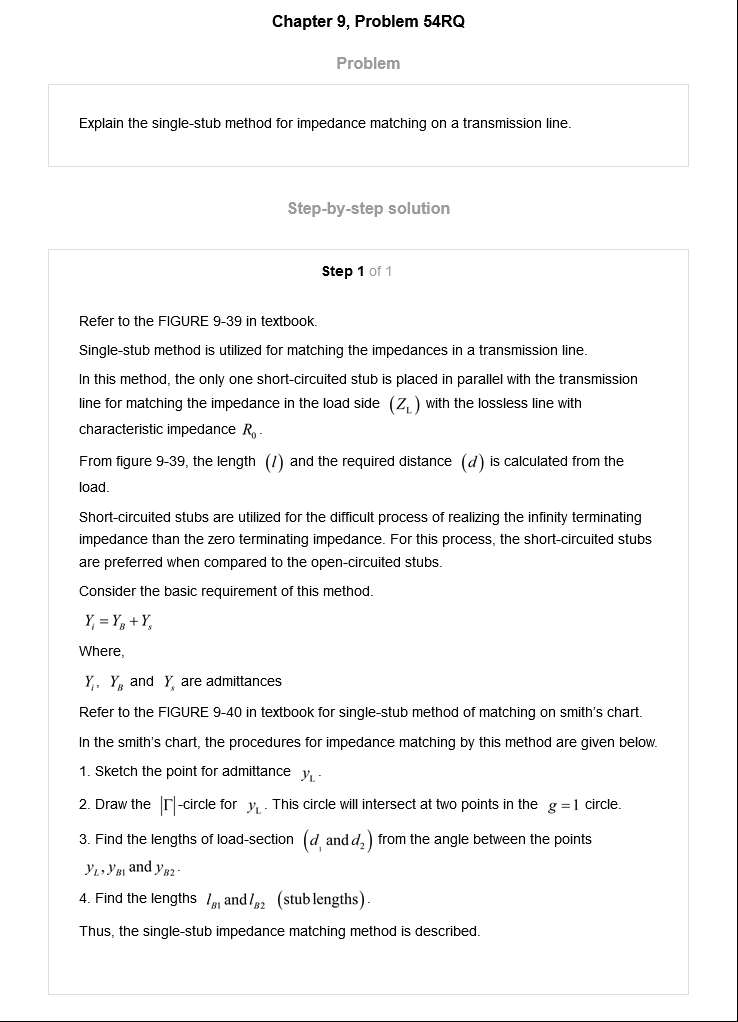 Chapter 9, Problem 54RQ
Problem
Explain the single-stub method for impedance matching on a transmission line.
Step-by-step solution
Step 1 of 1
Refer to the FIGURE 9-39 in textbook.
Single-stub method is utilized for matching the impedances in a transmission line.
In this method, the only one short-circuited stub is placed in parallel with the transmission
line for matching the impedance in the load side (Z_L) with the lossless line with
characteristic impedance R_0.
From figure 9-39, the length (l) and the required distance (d) is calculated from the
load.
Short-circuited stubs are utilized for the difficult process of realizing the infinity terminating
impedance than the zero terminating impedance. For this process, the short-circuited stubs
are preferred when compared to the open-circuited stubs.
Consider the basic requirement of this method.
Y_i = Y_B + Y_s
Where,
Y_i, Y_B and Y_s are admittances
Refer to the FIGURE 9-40 in textbook for single-stub method of matching on smith's chart.
In the smith's chart, the procedures for impedance matching by this method are given below.
1. Sketch the point for admittance y_L.
2. Draw the |Γ|-circle for y_L. This circle will intersect at two points in the g = 1 circle.
3. Find the lengths of load-section (d_1 and d_2) from the angle between the points
y_L, y_B1 and y_B2.
4. Find the lengths l_B1 and l_B2 (stub lengths).
Thus, the single-stub impedance matching method is described.